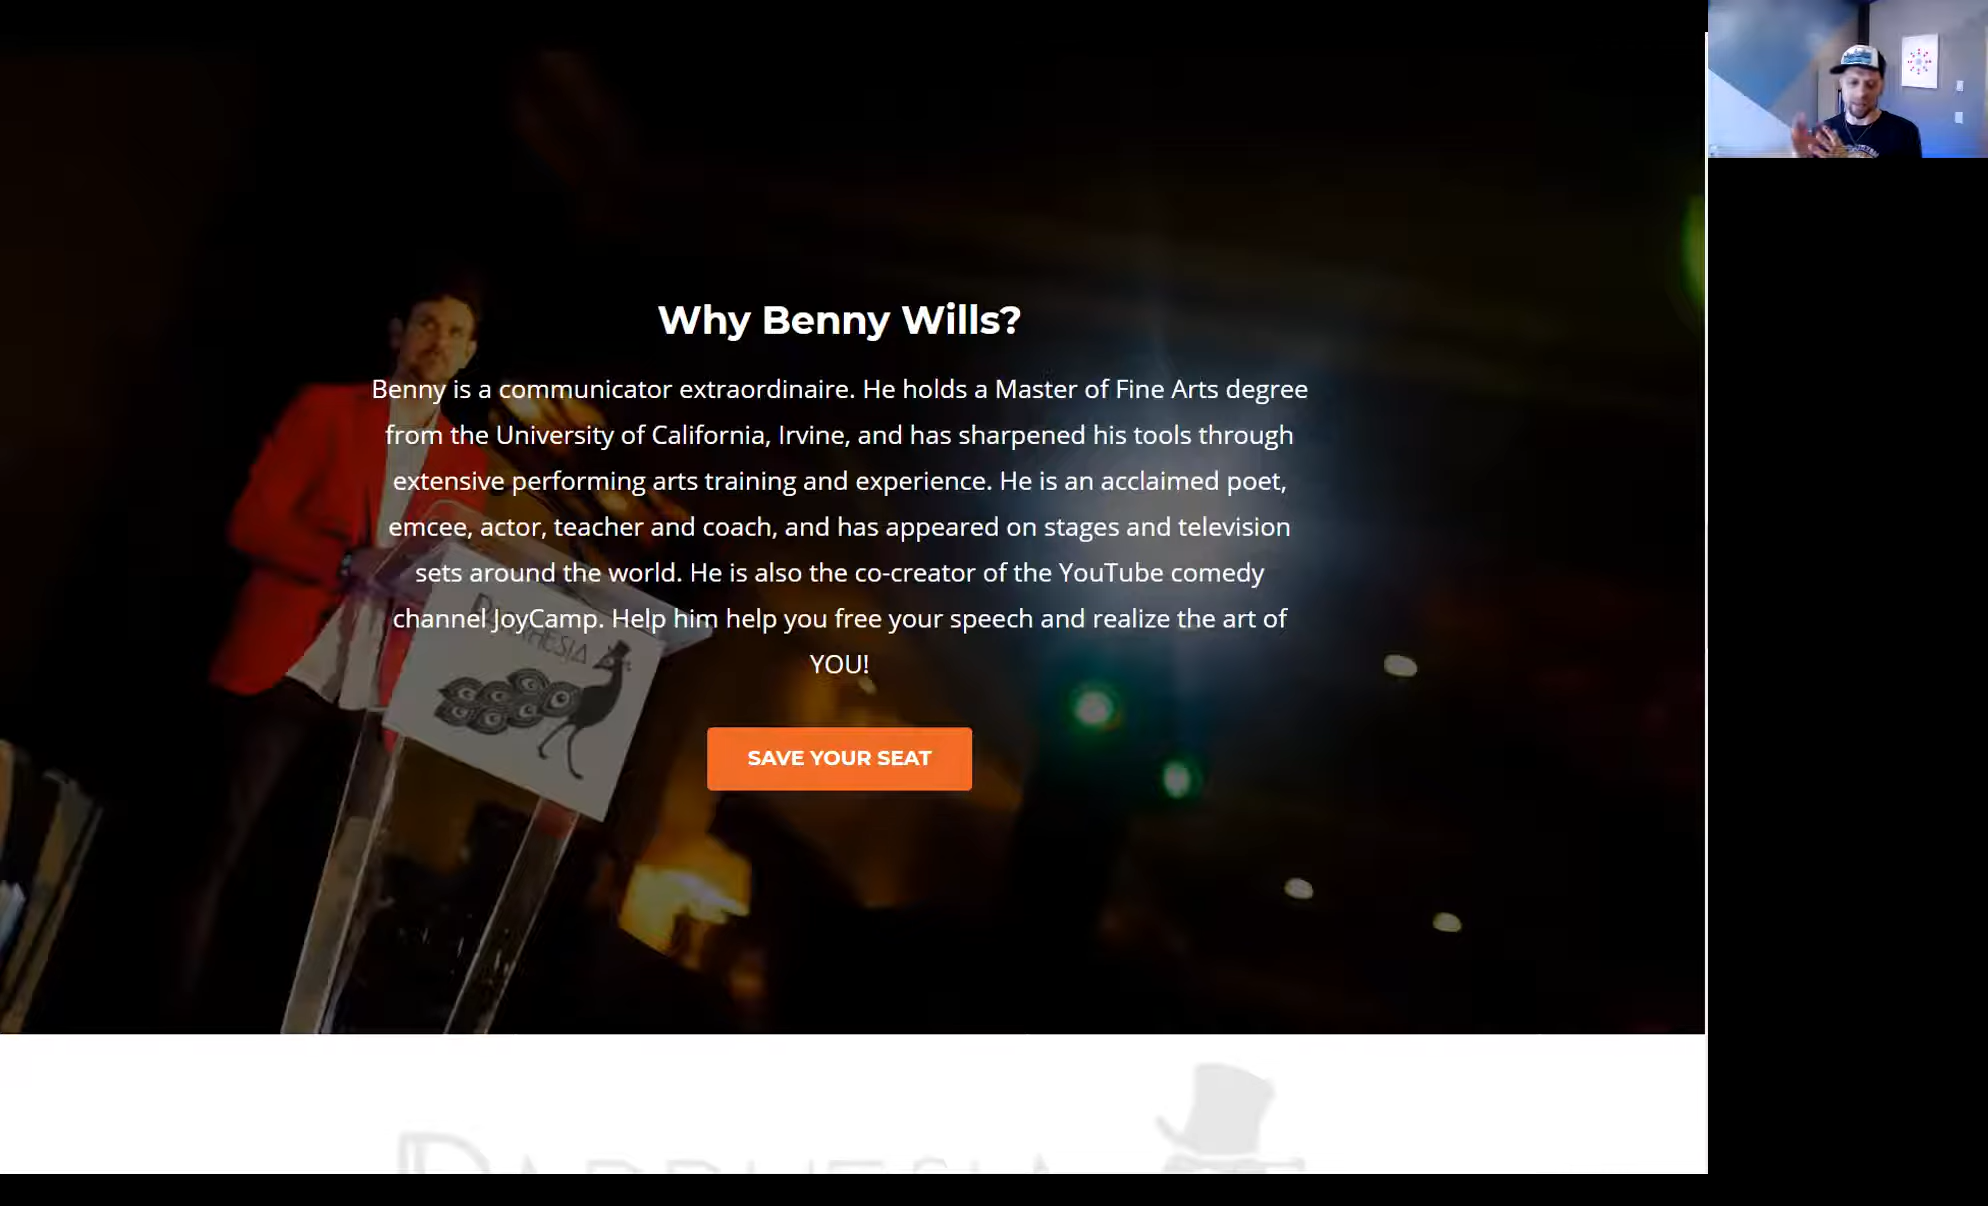 Why Benny Wills?
Benny is a communicator extraordinaire. He holds a Master of Fine Arts degree
from the University of California, Irvine, and has sharpened his tools through
extensive performing arts training and experience. He is an acclaimed poet,
emcee, actor, teacher and coach, and has appeared on stages and television
sets around the world. He is also the co-creator of the YouTube comedy
channel JoyCamp. Help him help you free your speech and realize the art of
YOU!
PARRHESIA
SAVE YOUR SEAT
PARRHESIA